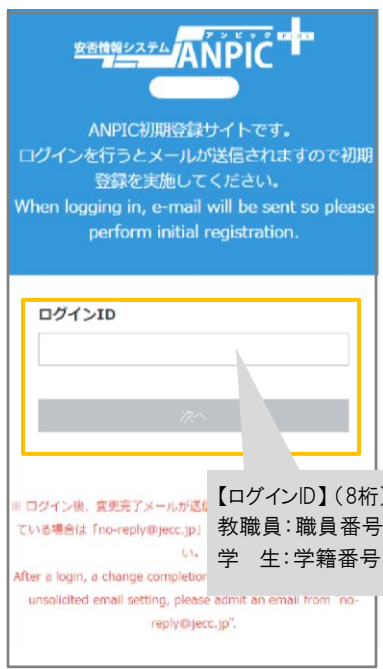 安否情報システム
アンピック
PLUS
ANPIC
ANPIC初期登録サイトです。
ログインを行うとメールが送信されますので初期
登録を実施してください。
When logging in, e-mail will be sent so please
perform initial registration.
ログインID
次へ
【ログインID】(8桁)
教職員:職員番号
学 生:学籍番号
※ ログイン後、変更完了メールが送信
ている場合は「no-reply@jecc.jp」
い。
After a login, a change completion
unsolicited email setting, please admit an email from "no-
reply@jecc.jp".